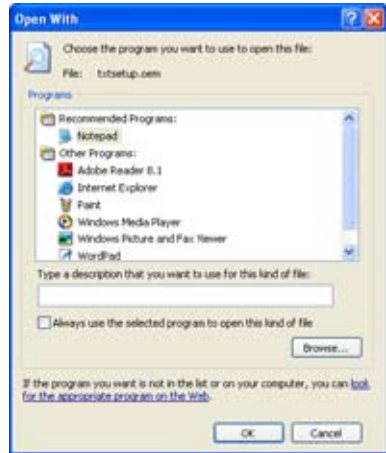 Open With
Choose the program you want to use to open this file:
File: txtsetup.oem
Programs
Recommended Programs:
Notepad
Other Programs:
Adobe Reader 8.1
Internet Explorer
Paint
Windows Media Player
Windows Picture and Fax Viewer
WordPad
Type a description that you want to use for this kind of file:
Always use the selected program to open this kind of file
Browse...
If the program you want is not in the list or on your computer, you can look
for the appropriate program on the Web.
OK Cancel